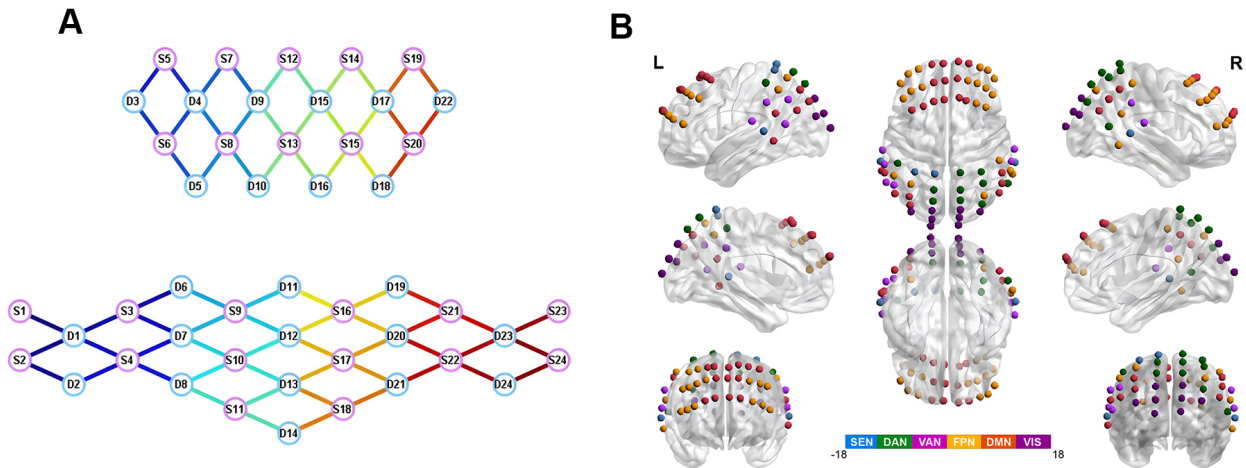 A
S5 S7 S12 S14 S19
D3 D4 D9 D15 D17 D22
S6 S8 S13 S15 S20
D5 D10 D16 D18
D6 D11 D19
S1 S3 S9 S16 S21 S23
D1 D7 D12 D20 D23
S2 S4 S10 S17 S22 S24
D2 D8 D13 D21 D24
S11 S18
D14
B
L R
SEN DAN VAN FPN DMN VIS
-18 18